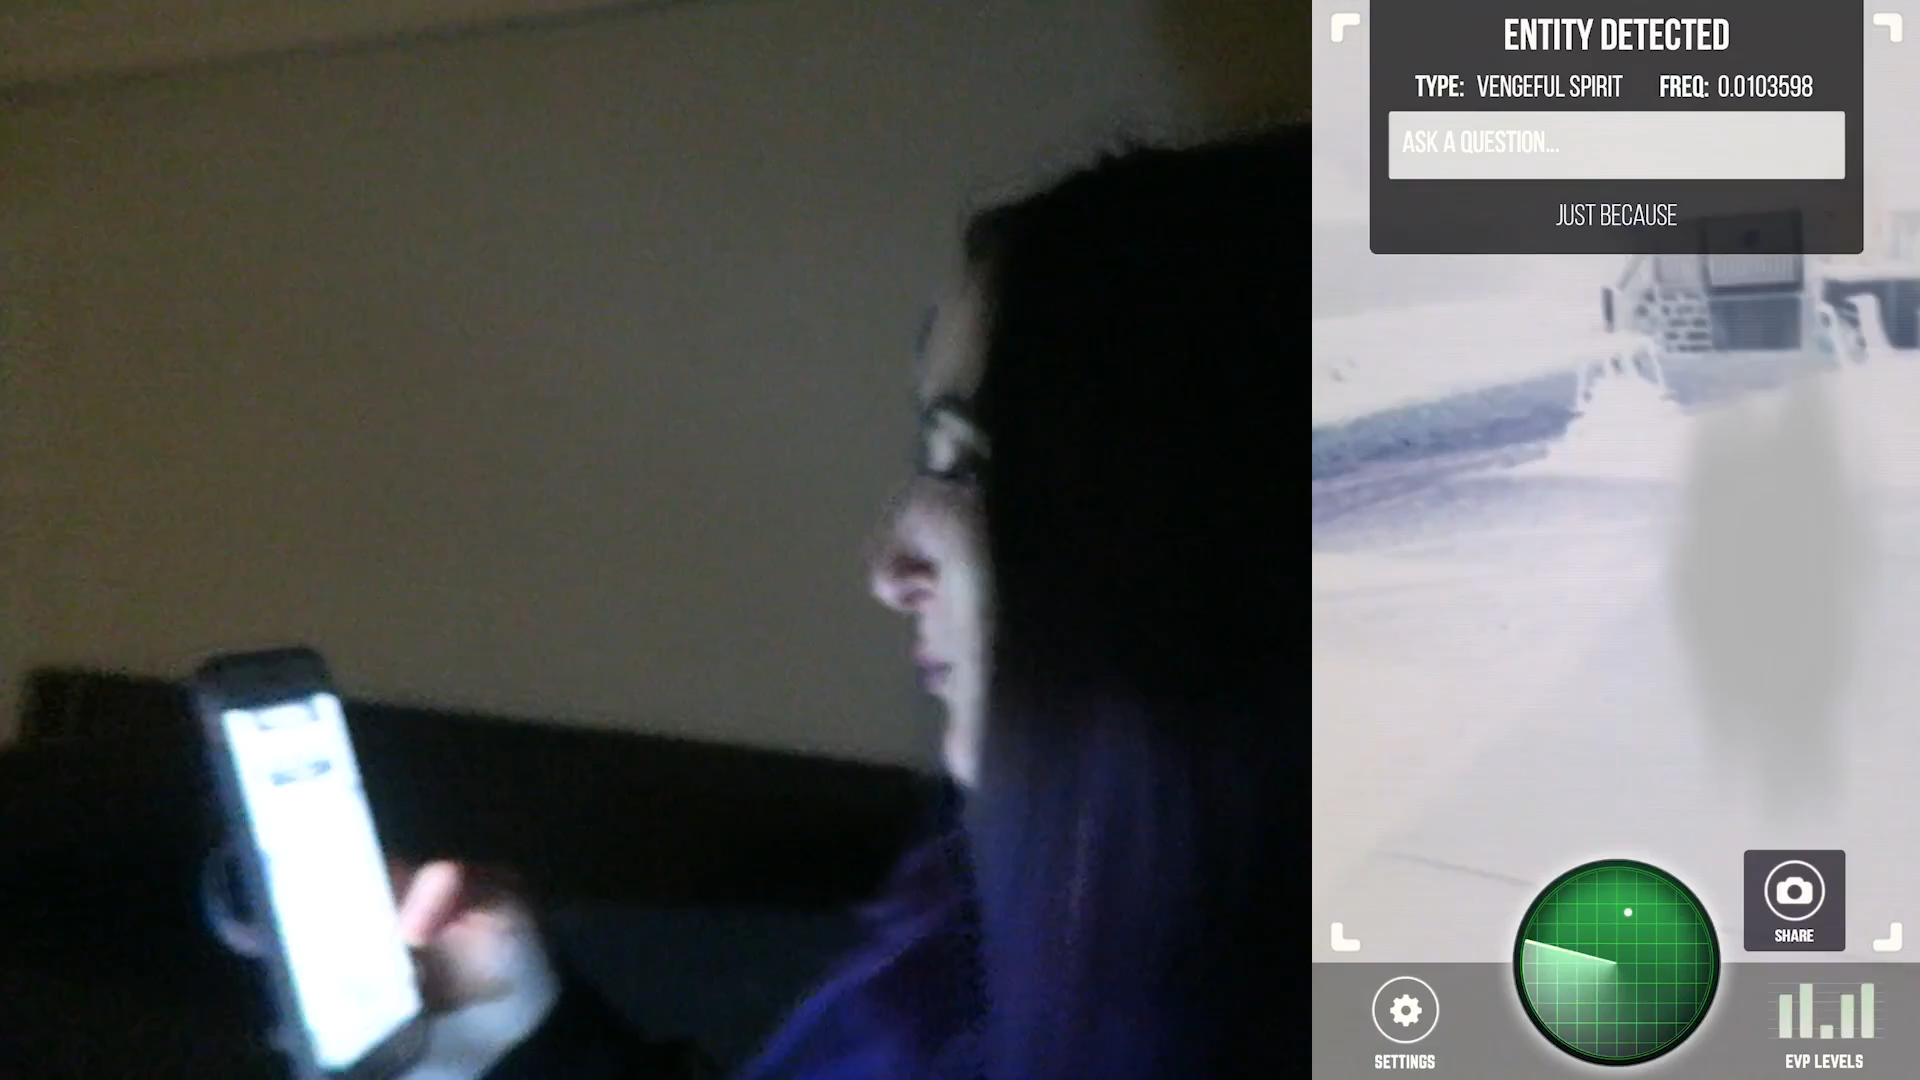 ENTITY DETECTED
TYPE: VENGEFUL SPIRIT FREQ: 0.0103598
ASK A QUESTION...
JUST BECAUSE
SHARE
SETTINGS
EVP LEVELS